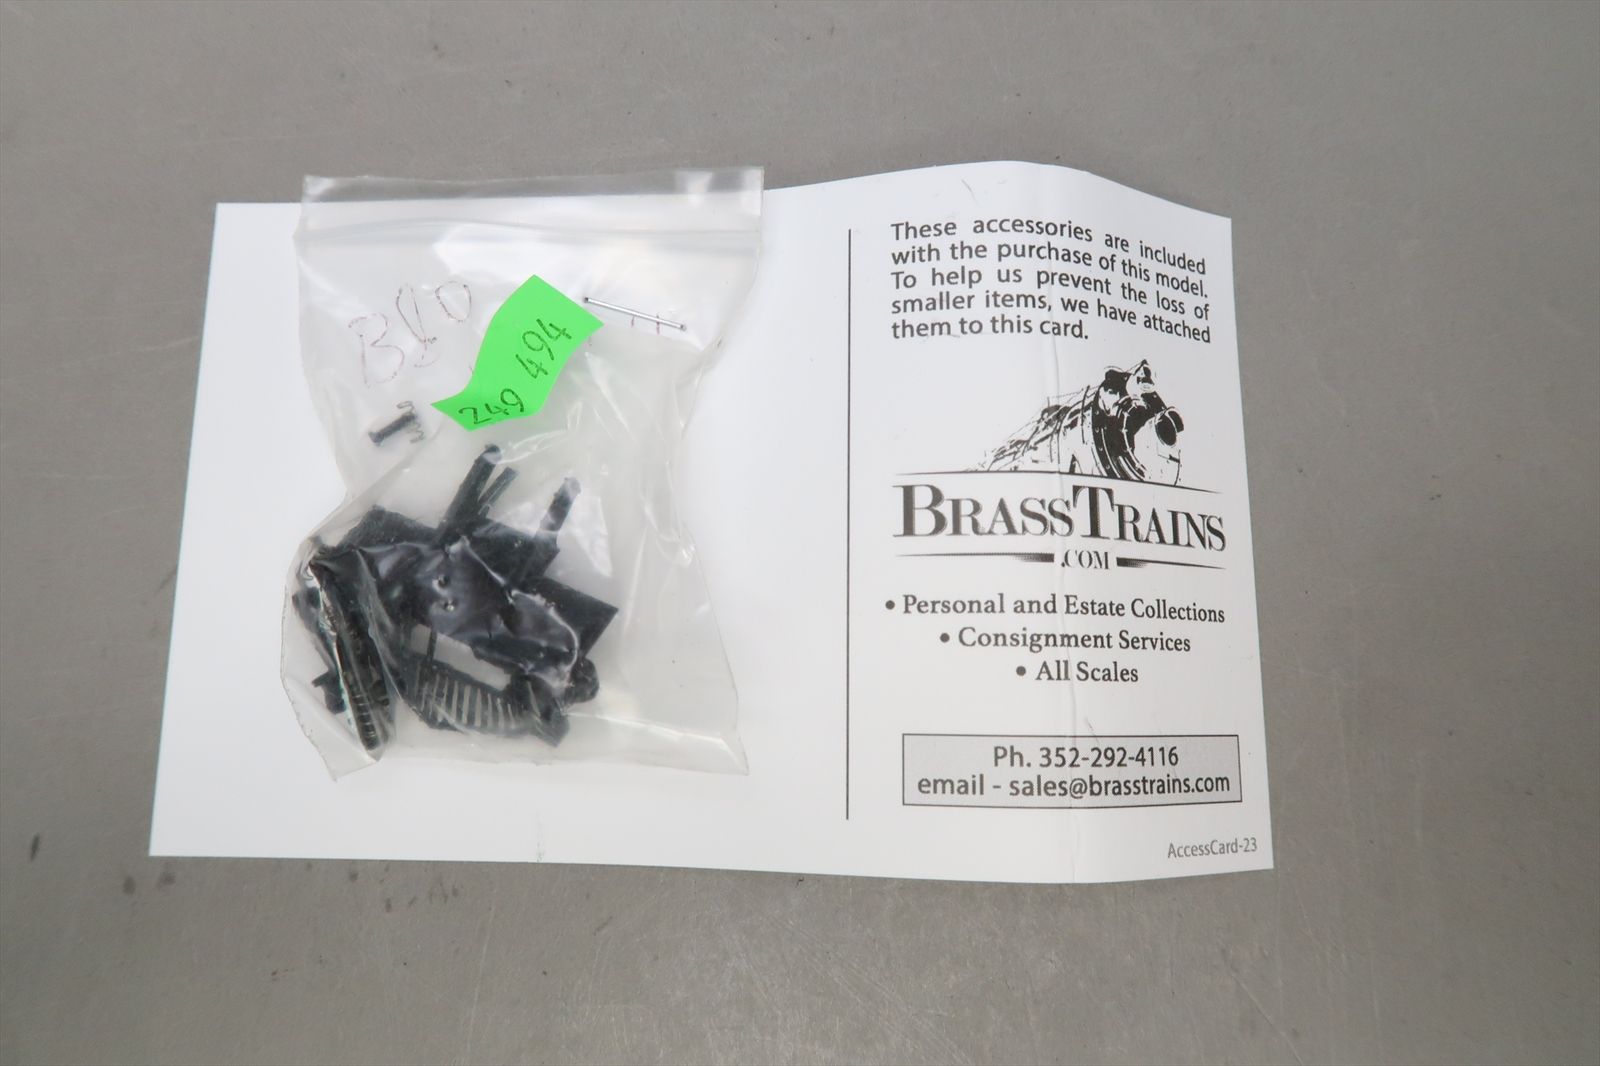 B&O
249 494
These accessories are included
with the purchase of this model.
To help us prevent the loss of
smaller items, we have attached
them to this card.
BRASSTRAINS
.COM
• Personal and Estate Collections
• Consignment Services
• All Scales
Ph. 352-292-4116
email - sales@brasstrains.com
AccessCard-23